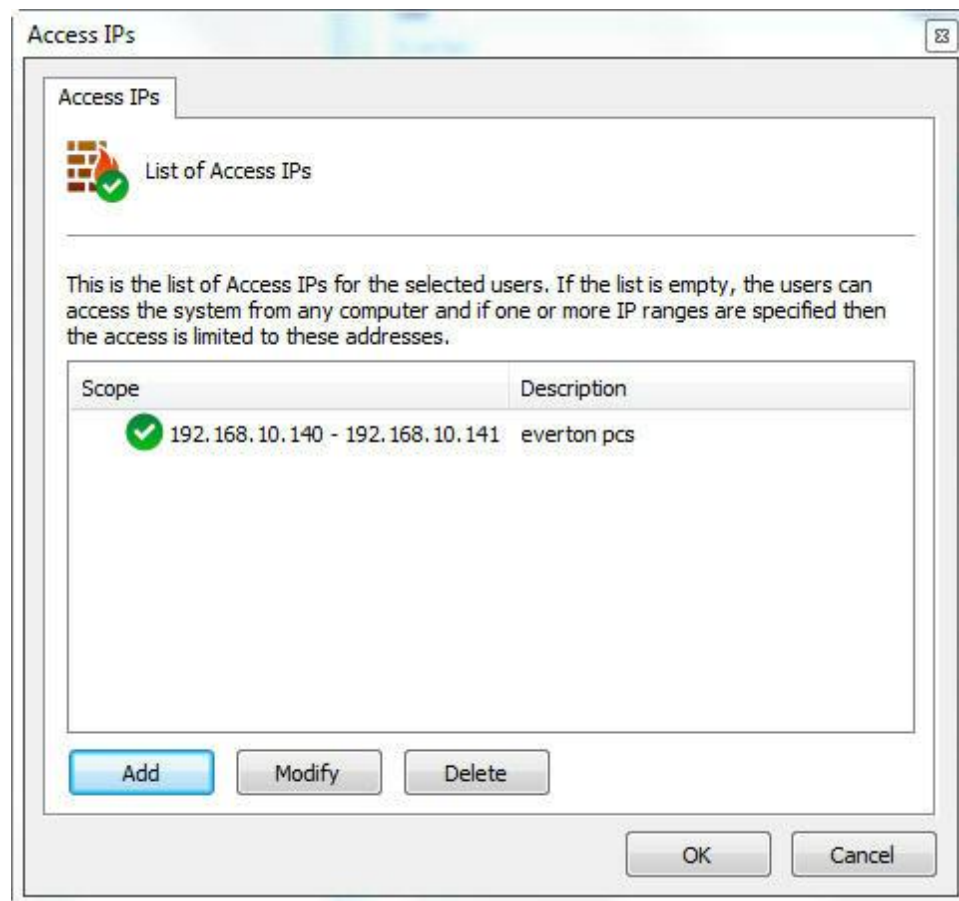 Access IPs
Access IPs
List of Access IPs
This is the list of Access IPs for the selected users. If the list is empty, the users can
access the system from any computer and if one or more IP ranges are specified then
the access is limited to these addresses.
Scope Description
192.168.10.140 - 192.168.10.141 everton pcs
Add Modify Delete
OK Cancel